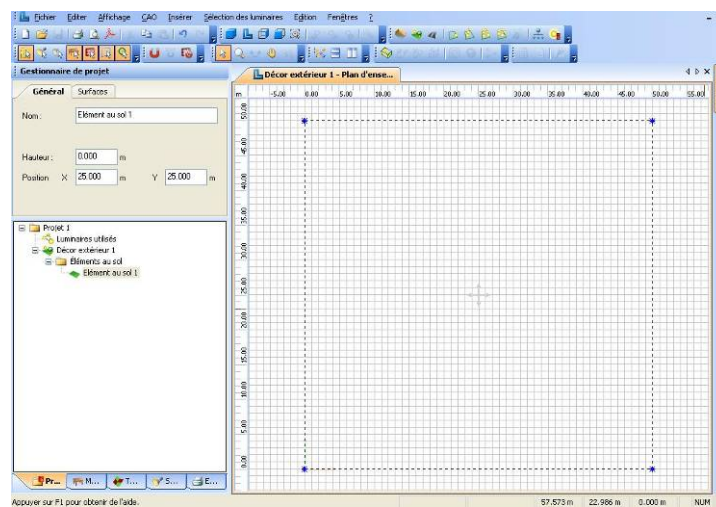 Fichier Editer Affichage CAO Insérer Sélection des luminaires Edition Fenêtres ?
Gestionnaire de projet
Décor extérieur 1 - Plan d'ense...
Général Surfaces
m -5.00 0.00 5.00 10.00 15.00 20.00 25.00 30.00 35.00 40.00 45.00 50.00 55.00
Nom : Elément au sol 1
Hauteur : 0.000 m
Position X 25.000 m Y 25.000 m
50.00
45.00
40.00
35.00
30.00
25.00
20.00
15.00
10.00
5.00
0.00
Projet 1
Luminaires utilisés
Décor extérieur 1
Éléments au sol
Elément au sol 1
Pr... M... T... S... E...
Appuyer sur F1 pour obtenir de l'aide. 57.573 m 22.986 m 0.000 m NUM